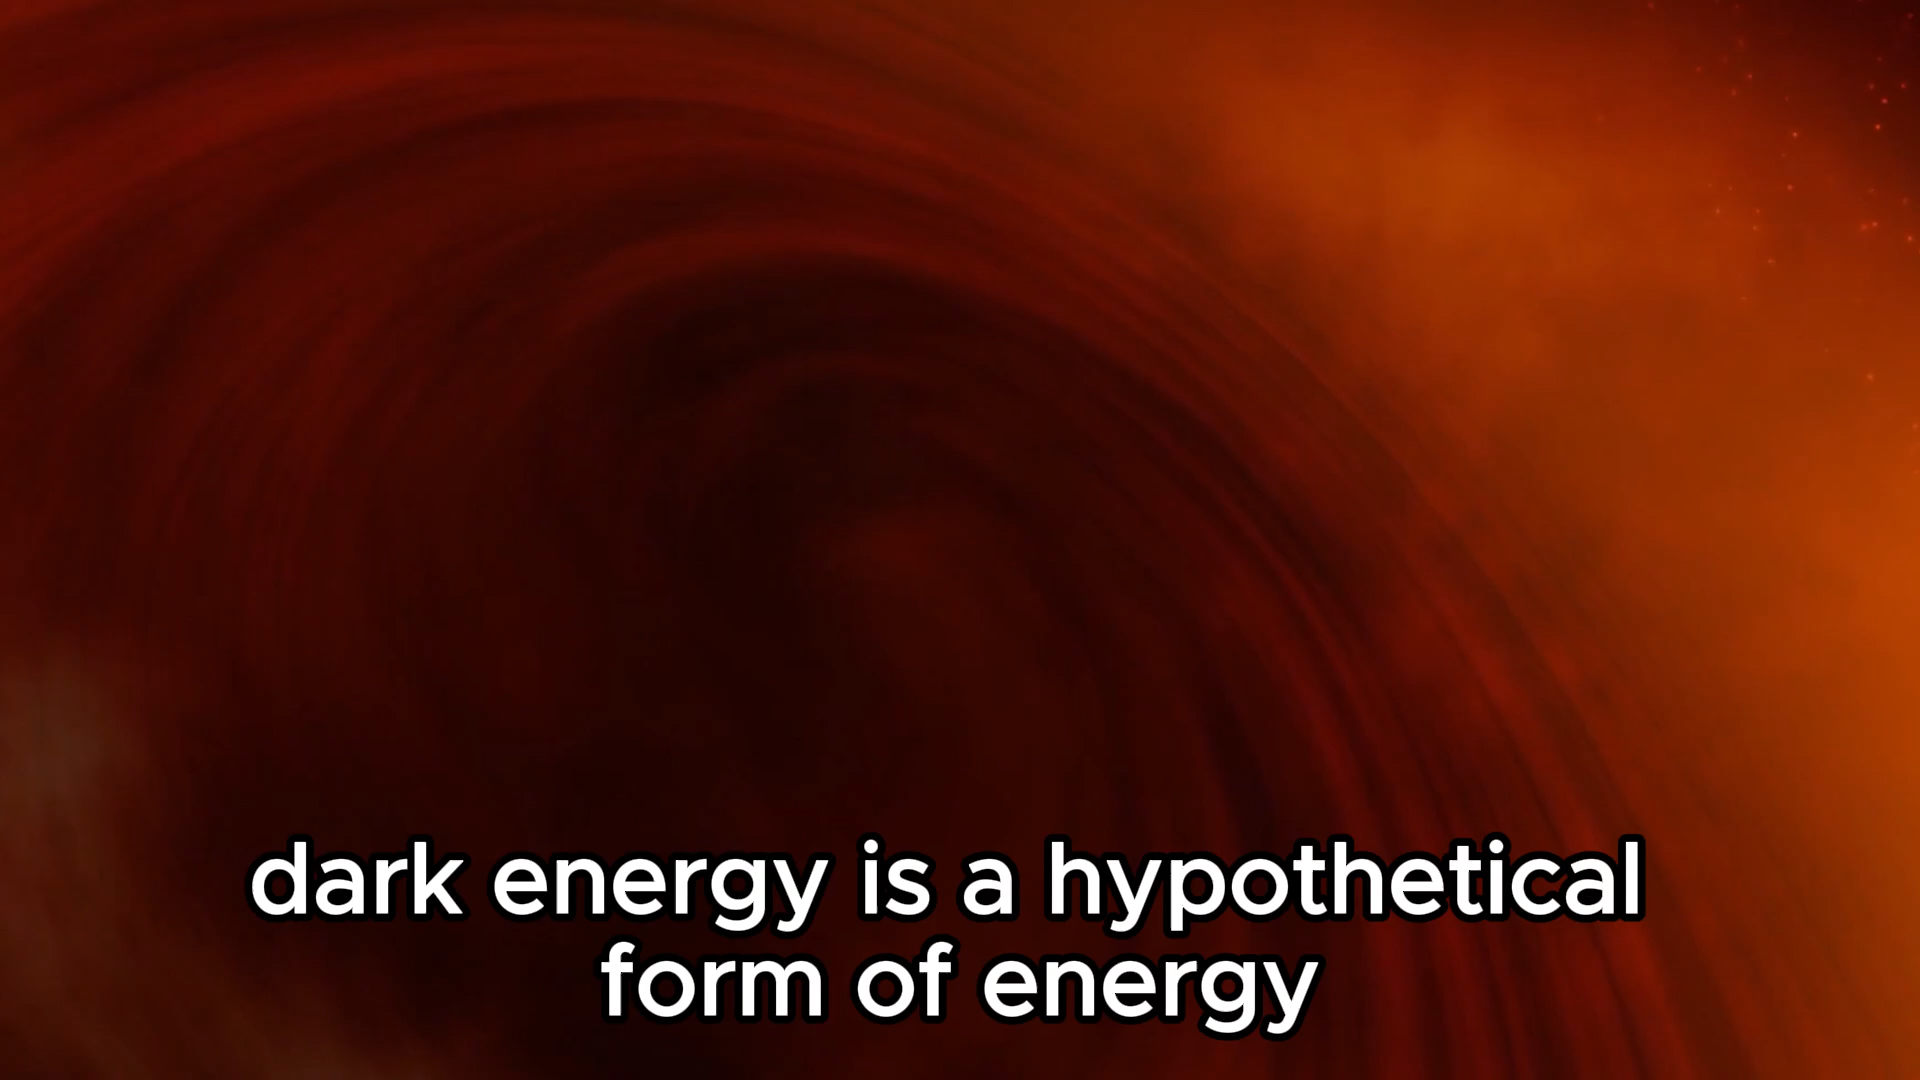 dark energy is a hypothetical
form of energy